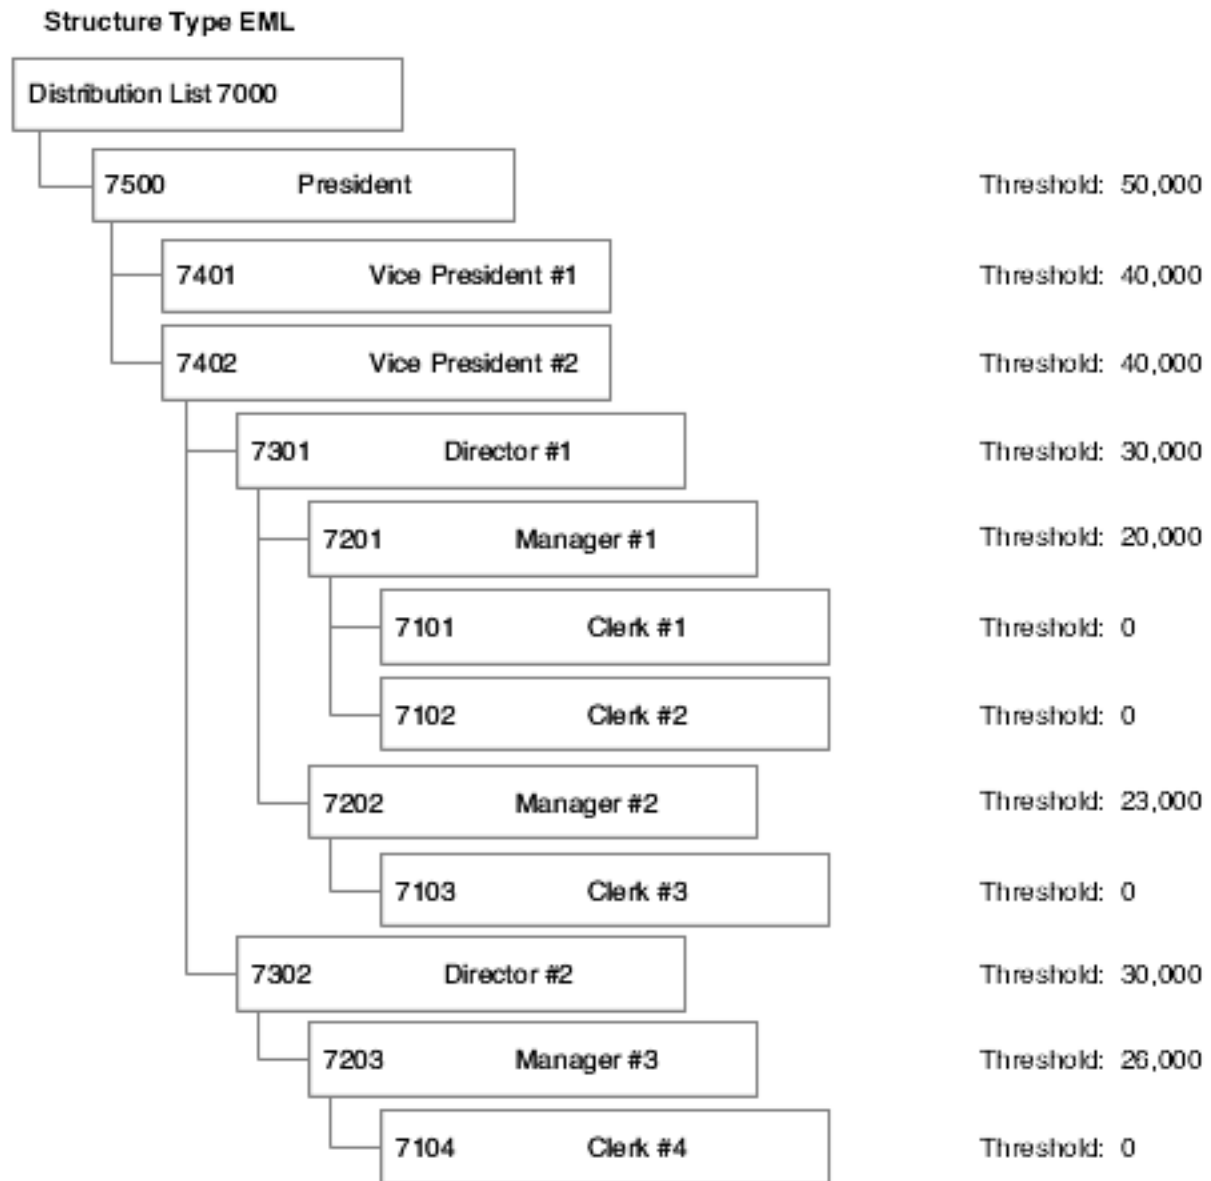 Structure Type EML
Distribution List 7000
7500 President Threshold: 50,000
7401 Vice President #1 Threshold: 40,000
7402 Vice President #2 Threshold: 40,000
7301 Director #1 Threshold: 30,000
7201 Manager #1 Threshold: 20,000
7101 Clerk #1 Threshold: 0
7102 Clerk #2 Threshold: 0
7202 Manager #2 Threshold: 23,000
7103 Clerk #3 Threshold: 0
7302 Director #2 Threshold: 30,000
7203 Manager #3 Threshold: 26,000
7104 Clerk #4 Threshold: 0